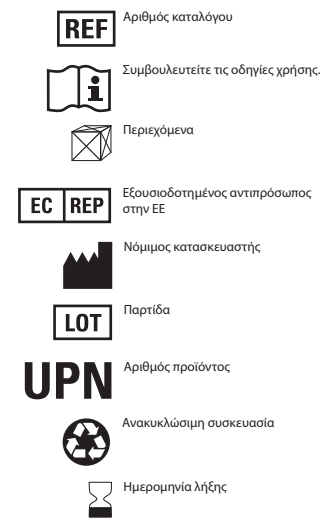 REF
Αριθμός καταλόγου
i
Συμβουλευτείτε τις οδηγίες χρήσης.
Περιεχόμενα
EC REP
Εξουσιοδοτημένος αντιπρόσωπος
στην ΕΕ
Νόμιμος κατασκευαστής
LOT
Παρτίδα
UPN
Αριθμός προϊόντος
Ανακυκλώσιμη συσκευασία
Ημερομηνία λήξης